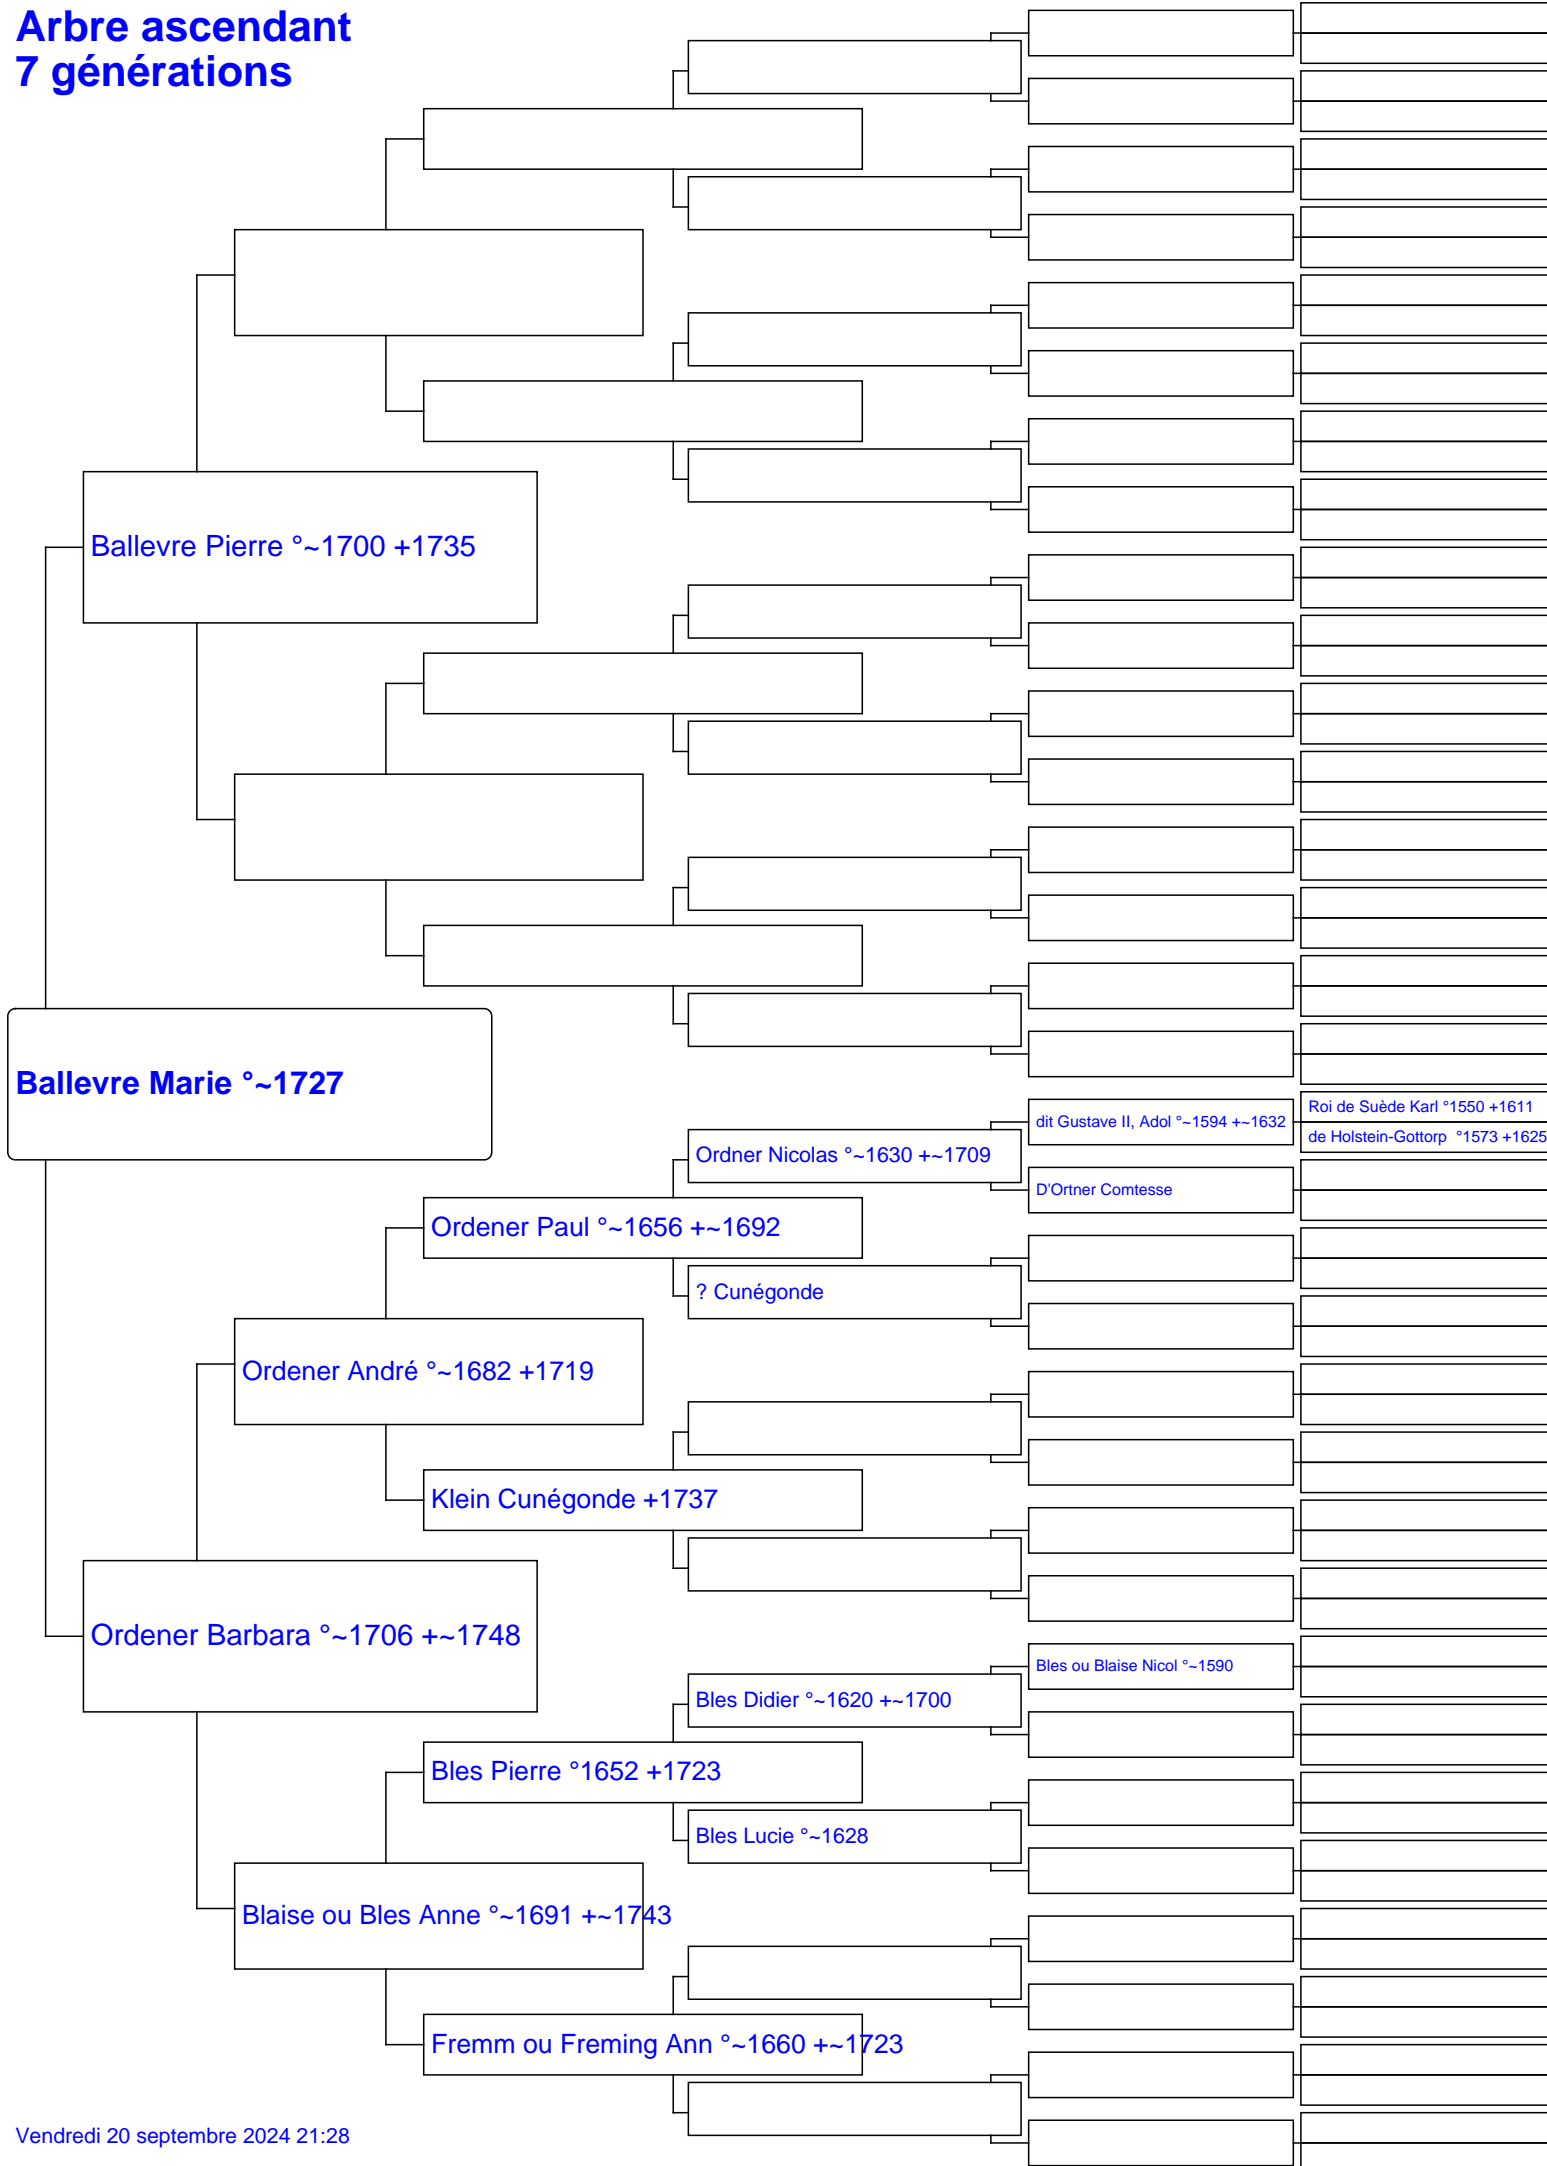 Arbre ascendant
7 générations
Ballevre Pierre °~1700 +1735
Ballevre Marie °~1727
dit Gustave II, Adol °~1594 +~1632
Roi de Suède Karl °1550 +1611
de Holstein-Gottorp  °1573 +1625
Ordner Nicolas °~1630 +~1709
D'Ortner Comtesse
Ordener Paul °~1656 +~1692
? Cunégonde
Ordener André °~1682 +1719
Klein Cunégonde +1737
Ordener Barbara °~1706 +~1748
Bles ou Blaise Nicol °~1590
Bles Didier °~1620 +~1700
Bles Pierre °1652 +1723
Bles Lucie °~1628
Blaise ou Bles Anne °~1691 +~1743
Fremm ou Freming Ann °~1660 +~1723
Vendredi 20 septembre 2024 21:28